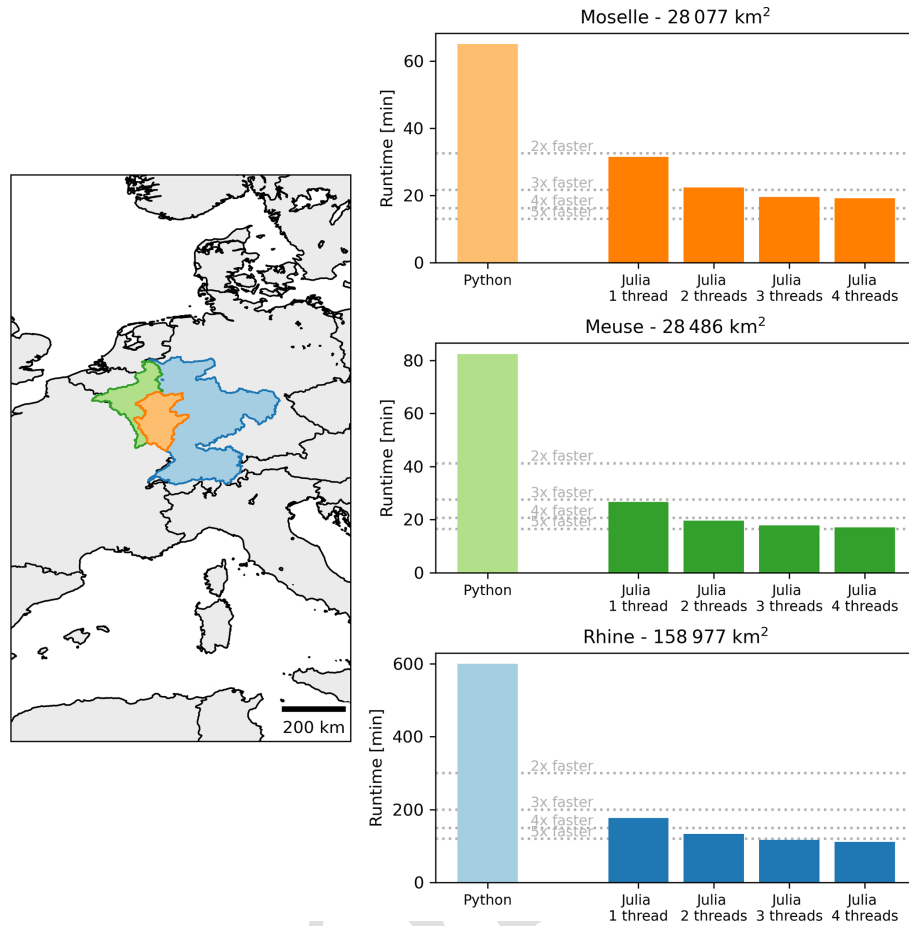 200 km
Moselle - 28 077 km²
Runtime [min]
60
40
20
0
2x faster
3x faster
4x faster
5x faster
Python
Julia
1 thread
Julia
2 threads
Julia
3 threads
Julia
4 threads
Meuse - 28 486 km²
Runtime [min]
80
60
40
20
0
2x faster
3x faster
4x faster
5x faster
Python
Julia
1 thread
Julia
2 threads
Julia
3 threads
Julia
4 threads
Rhine - 158 977 km²
Runtime [min]
600
400
200
0
2x faster
3x faster
4x faster
5x faster
Python
Julia
1 thread
Julia
2 threads
Julia
3 threads
Julia
4 threads